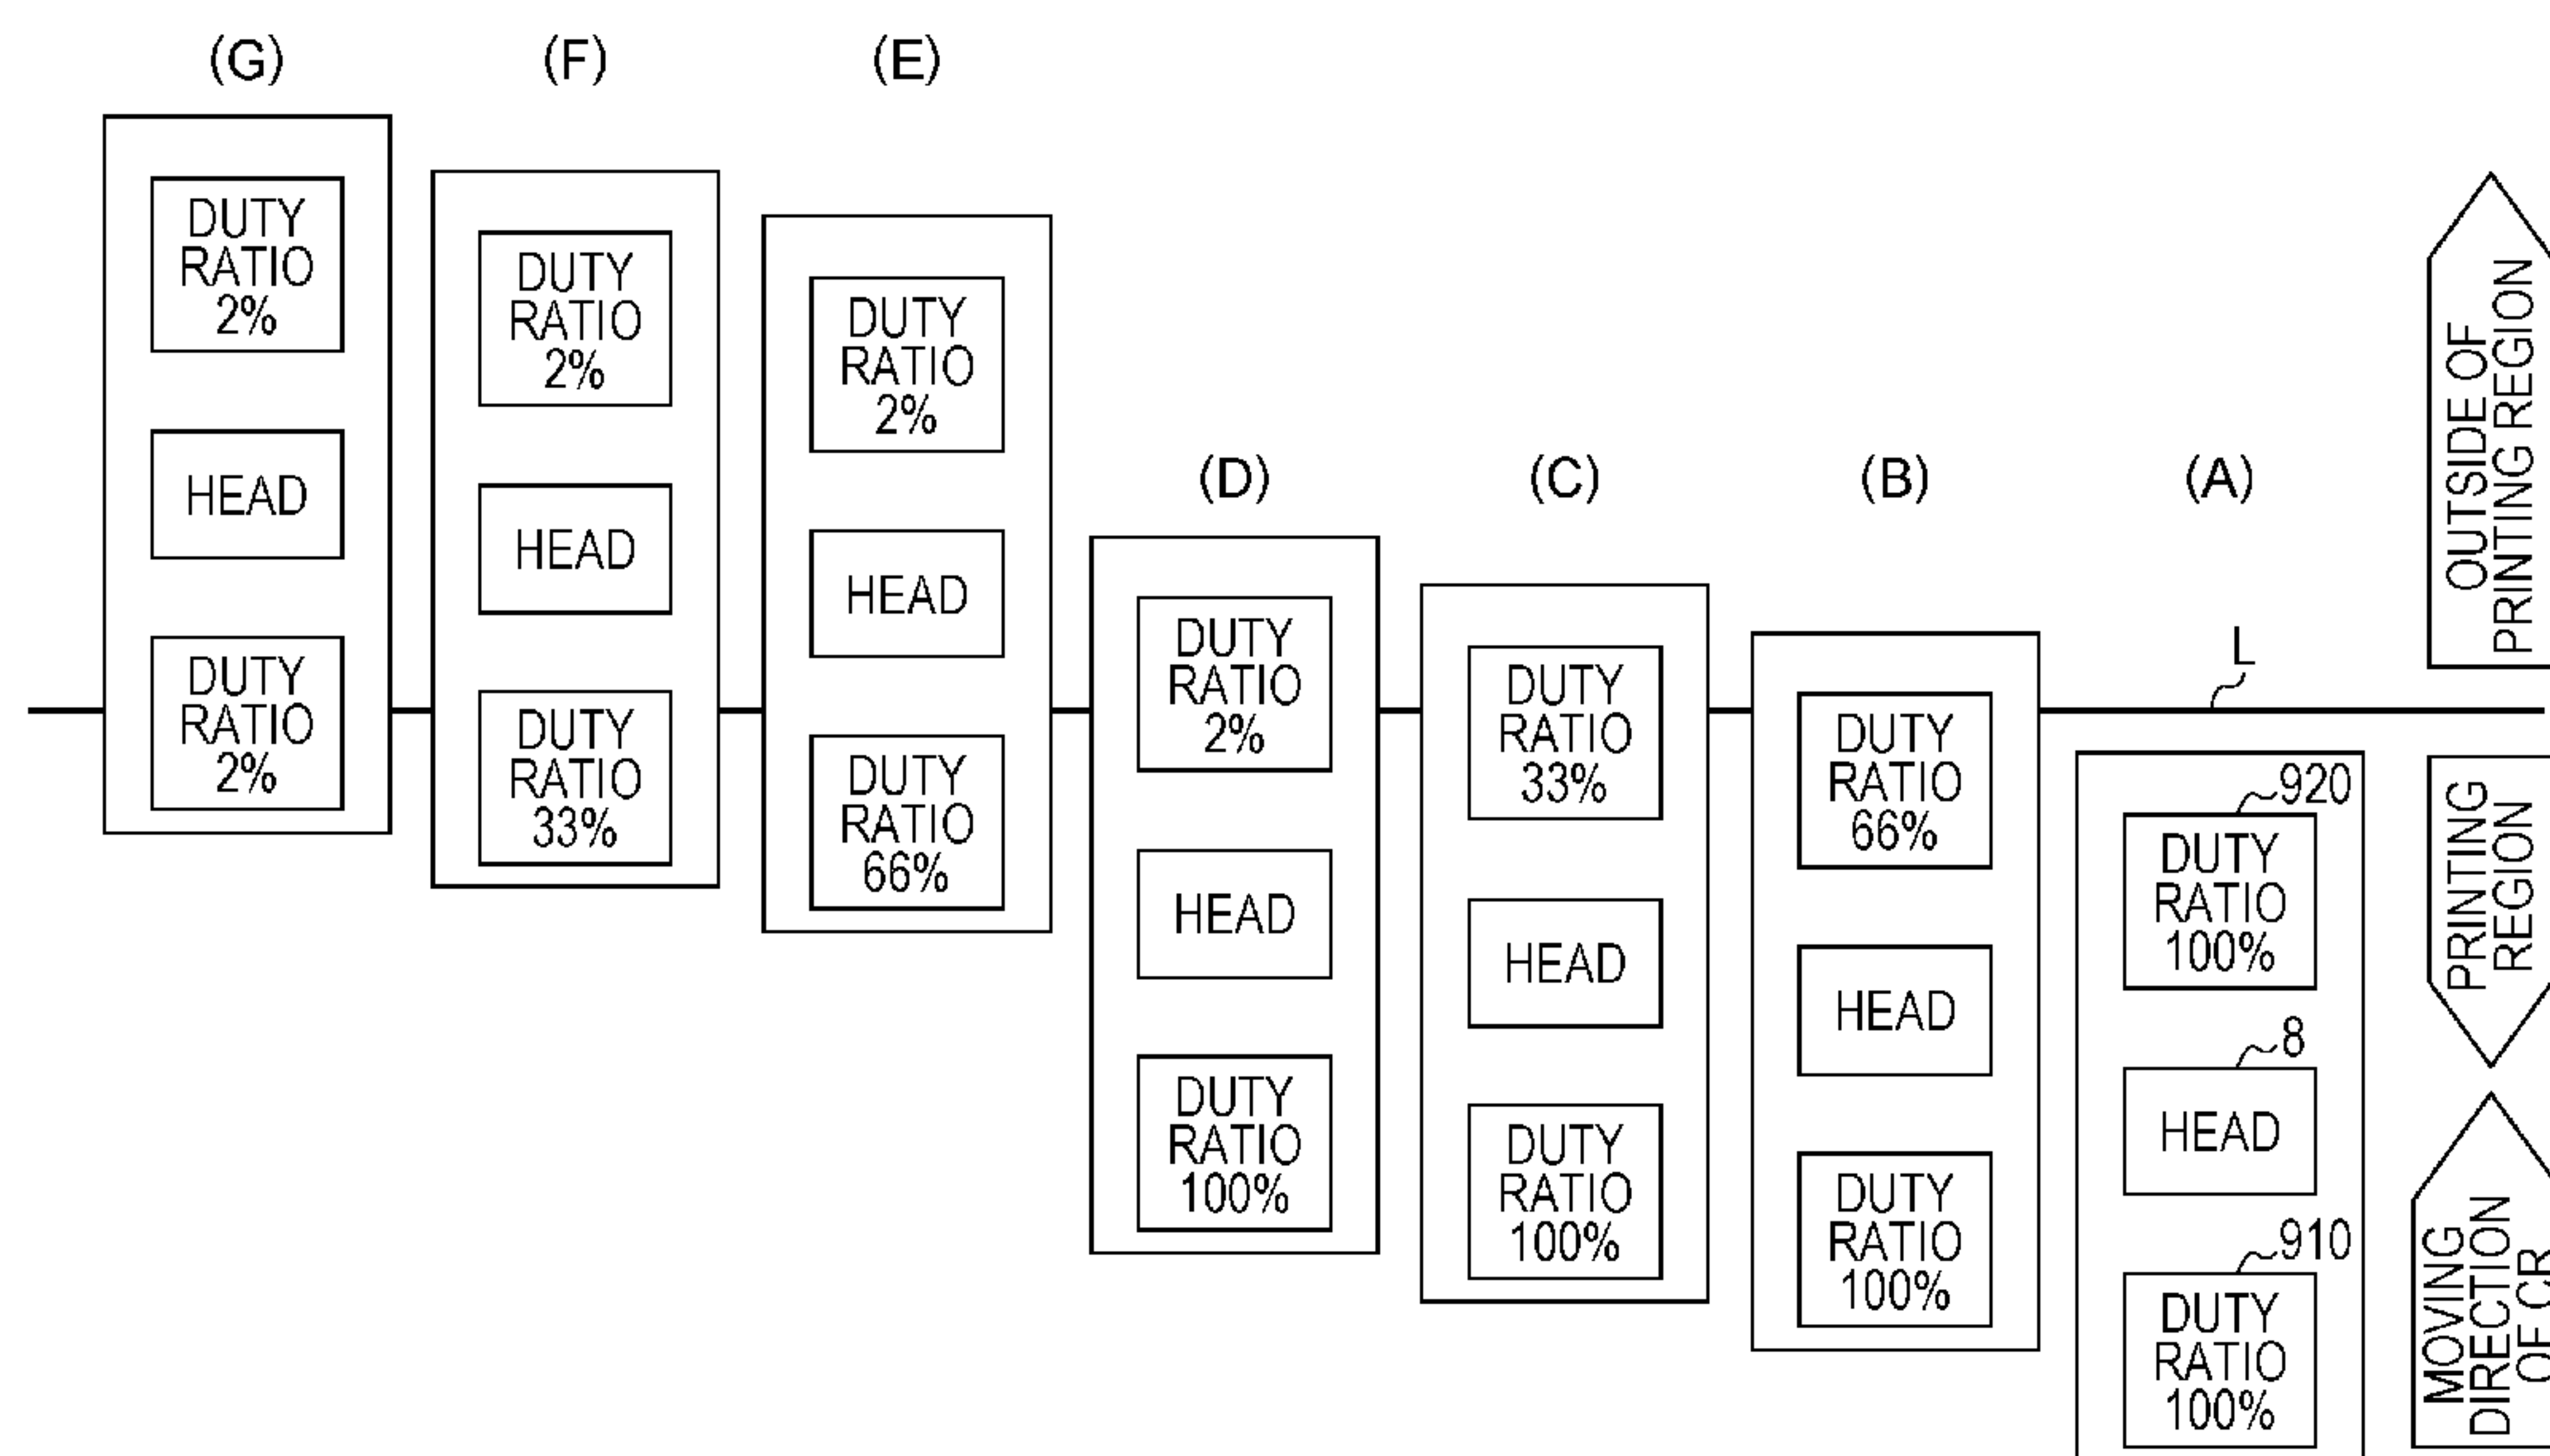 (G)
DUTY
RATIO
2%
HEAD
DUTY
RATIO
2%
(F)
DUTY
RATIO
2%
HEAD
DUTY
RATIO
33%
(E)
DUTY
RATIO
2%
HEAD
DUTY
RATIO
66%
(D)
DUTY
RATIO
2%
HEAD
DUTY
RATIO
100%
(C)
DUTY
RATIO
33%
HEAD
DUTY
RATIO
100%
(B)
DUTY
RATIO
66%
HEAD
DUTY
RATIO
100%
(A)
L
920
DUTY
RATIO
100%
8
HEAD
910
DUTY
RATIO
100%
OUTSIDE OF
PRINTING REGION
PRINTING
REGION
MOVING
DIRECTION
OF CR